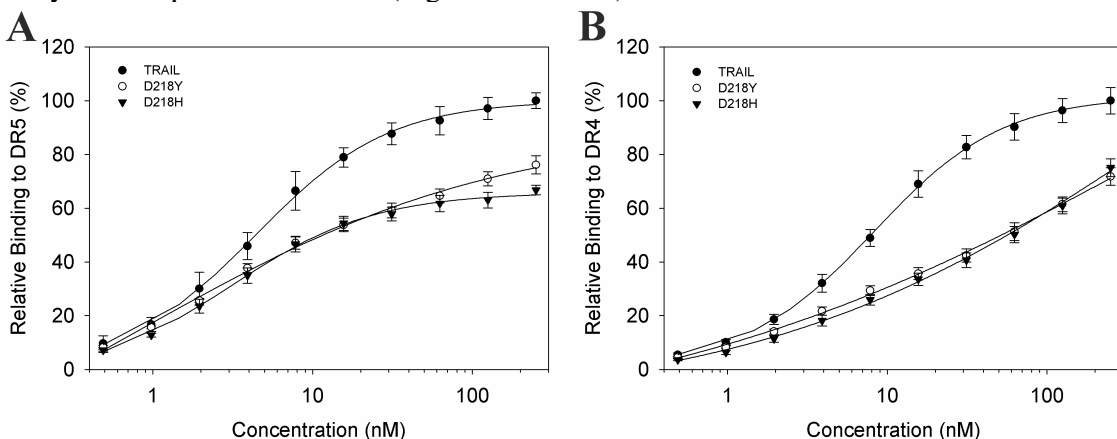 A
B
120
100
80
60
40
20
0
Relative Binding to DR5 (%)
TRAIL
D218Y
D218H
1
10
100
Concentration (nM)
120
100
80
60
40
20
0
Relative Binding to DR4 (%)
TRAIL
D218Y
D218H
1
10
100
Concentration (nM)